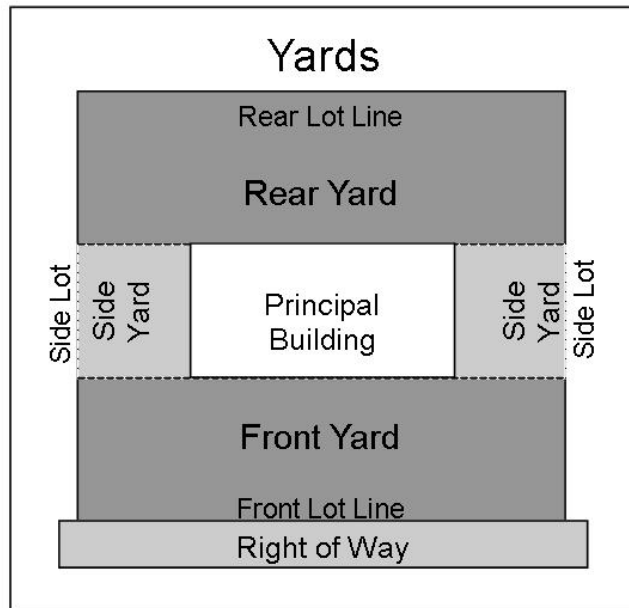 Yards
Rear Lot Line
Rear Yard
Side Lot
Side
Yard
Principal
Building
Side
Yard
Side Lot
Front Yard
Front Lot Line
Right of Way